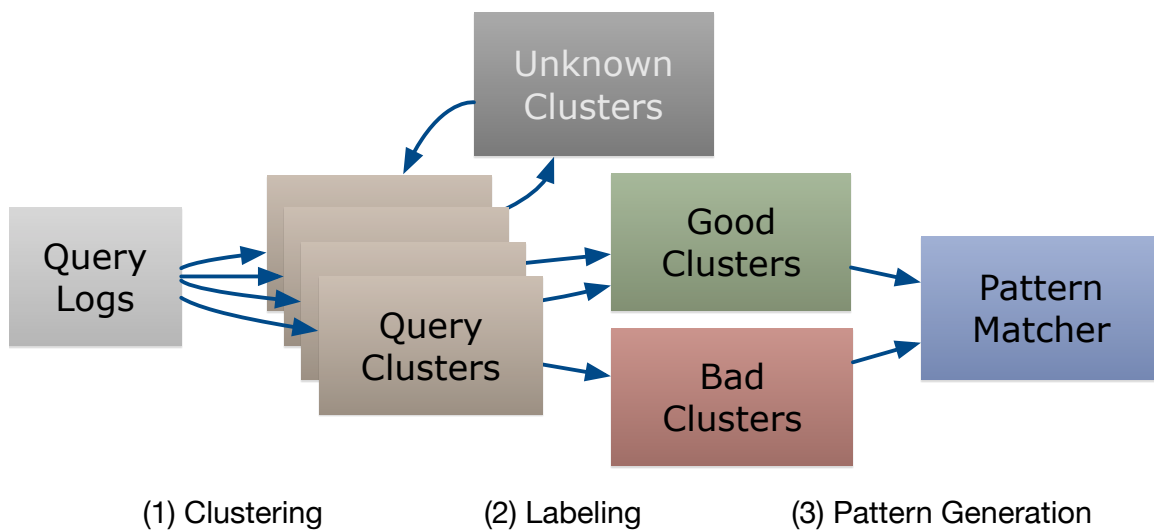 Unknown
Clusters
Query
Logs
Query
Clusters
Good
Clusters
Bad
Clusters
Pattern
Matcher
(1) Clustering
(2) Labeling
(3) Pattern Generation